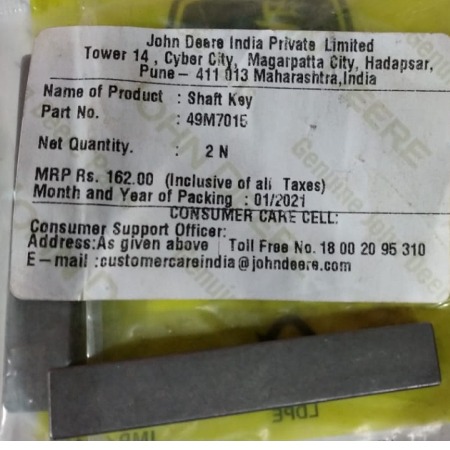 John Deere India Private Limited
Tower 14 , Cyber City, Magarpatta City, Hadapsar,
Pune – 411 013 Maharashtra,India
Name of Product : Shaft Key
Part No. : 49M7015
Net Quantity. : 2 N
MRP Rs. 162.00 (Inclusive of all Taxes)
Month and Year of Packing : 01/2021
CONSUMER CARE CELL:
Consumer Support Officer:
Address:As given above Toll Free No. 18 00 20 95 310
E – mail :customercareindia@johndeere.com
LDPE